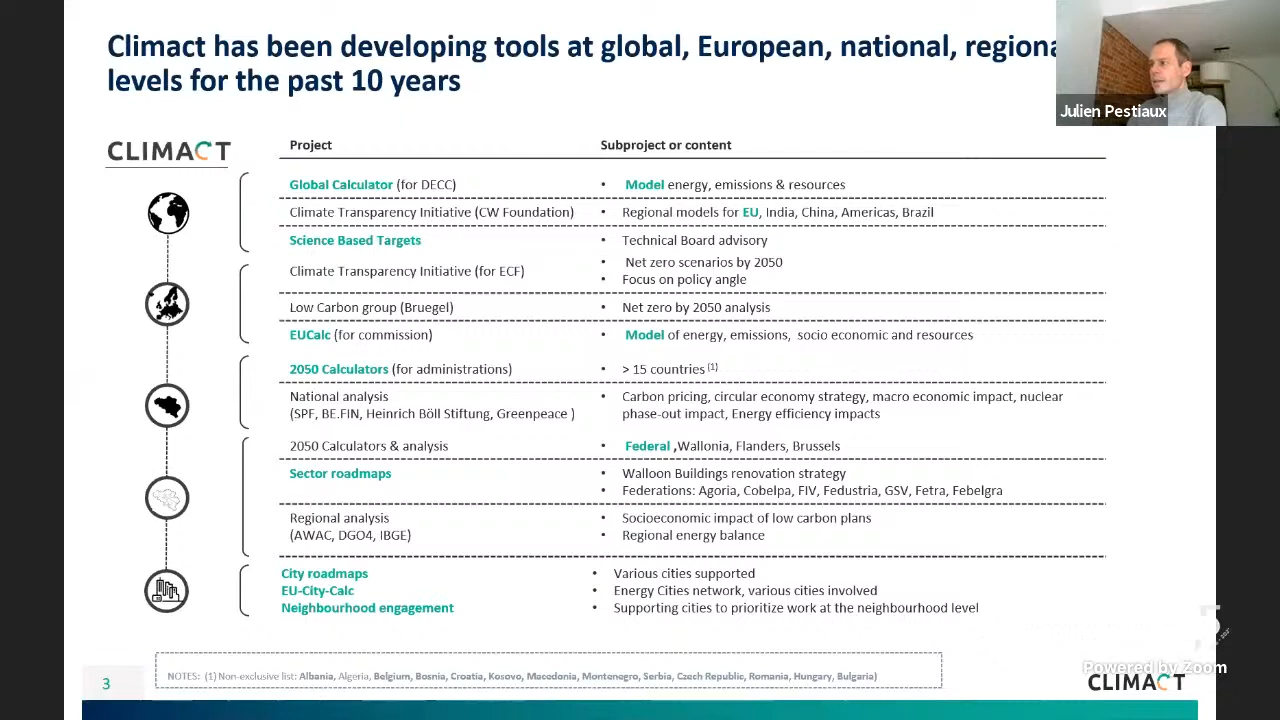 Climact has been developing tools at global, European, national, regiona
levels for the past 10 years
Julien Pestiaux
CLIMACT
Project Subproject or content
Global Calculator (for DECC) • Model energy, emissions & resources
Climate Transparency Initiative (CW Foundation) • Regional models for EU, India, China, Americas, Brazil
Science Based Targets • Technical Board advisory
Climate Transparency Initiative (for ECF) • Net zero scenarios by 2050
• Focus on policy angle
Low Carbon group (Bruegel) • Net zero by 2050 analysis
EUCalc (for commission) • Model of energy, emissions, socio economic and resources
2050 Calculators (for administrations) • > 15 countries (1)
National analysis • Carbon pricing, circular economy strategy, macro economic impact, nuclear
(SPF, BE.FIN, Heinrich Böll Stiftung, Greenpeace ) phase-out impact, Energy efficiency impacts
2050 Calculators & analysis • Federal ,Wallonia, Flanders, Brussels
Sector roadmaps • Walloon Buildings renovation strategy
• Federations: Agoria, Cobelpa, FIV, Fedustria, GSV, Fetra, Febelgra
Regional analysis • Socioeconomic impact of low carbon plans
(AWAC, DGO4, IBGE) • Regional energy balance
City roadmaps • Various cities supported
EU-City-Calc • Energy Cities network, various cities involved
Neighbourhood engagement • Supporting cities to prioritize work at the neighbourhood level
NOTES: (1) Non-exclusive list: Albania, Algeria, Belgium, Bosnia, Croatia, Kosovo, Macedonia, Montenegro, Serbia, Czech Republic, Romania, Hungary, Bulgaria)
3
Powered by Zoom
CLIMACT